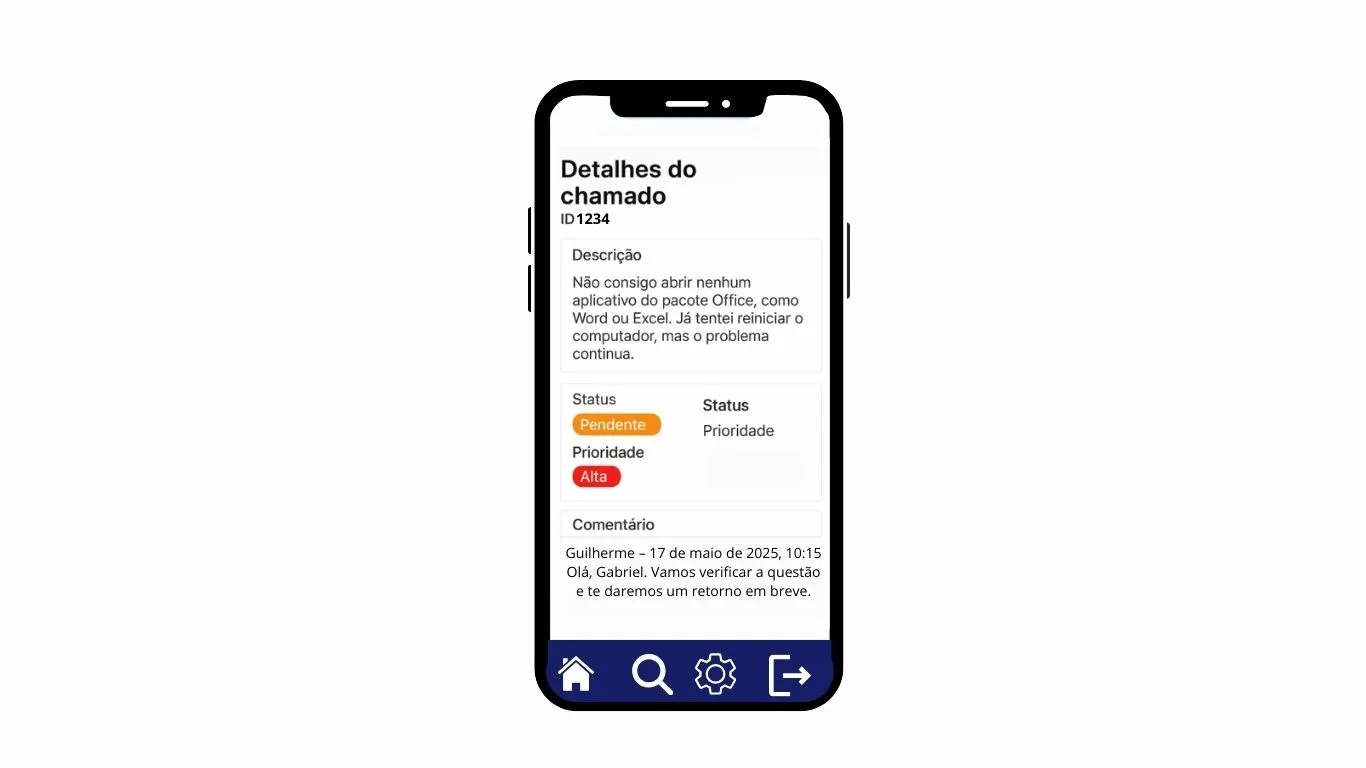 Detalhes do
chamado
ID 1234
Descrição
Não consigo abrir nenhum
aplicativo do pacote Office, como
Word ou Excel. Já tentei reiniciar o
computador, mas o problema
continua.
Status
Pendente
Prioridade
Alta
Status
Prioridade
Comentário
Guilherme – 17 de maio de 2025, 10:15
Olá, Gabriel. Vamos verificar a questão
e te daremos um retorno em breve.